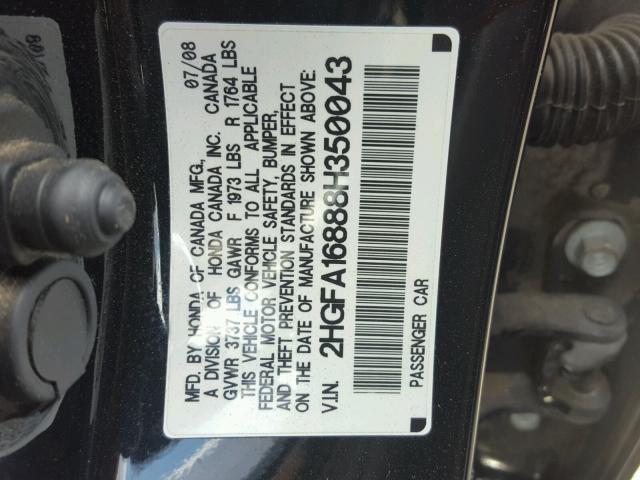 MFD. BY HONDA OF CANADA MFG., 07/08
A DIVISION OF HONDA CANADA INC. CANADA
GVWR 3737 LBS GAWR F 1973 LBS R 1764 LBS
THIS VEHICLE CONFORMS TO ALL APPLICABLE
FEDERAL MOTOR VEHICLE SAFETY, BUMPER,
AND THEFT PREVENTION STANDARDS IN EFFECT
ON THE DATE OF MANUFACTURE SHOWN ABOVE.
V.I.N. 2HGFA16888H350043
PASSENGER CAR